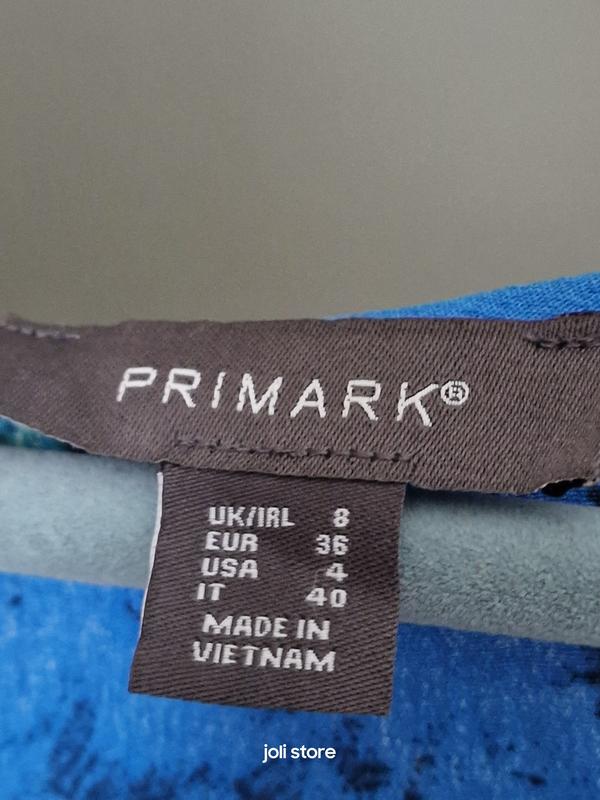 PRIMARK®
UK/IRL 8
EUR 36
USA 4
IT 40
MADE IN
VIETNAM
joli store